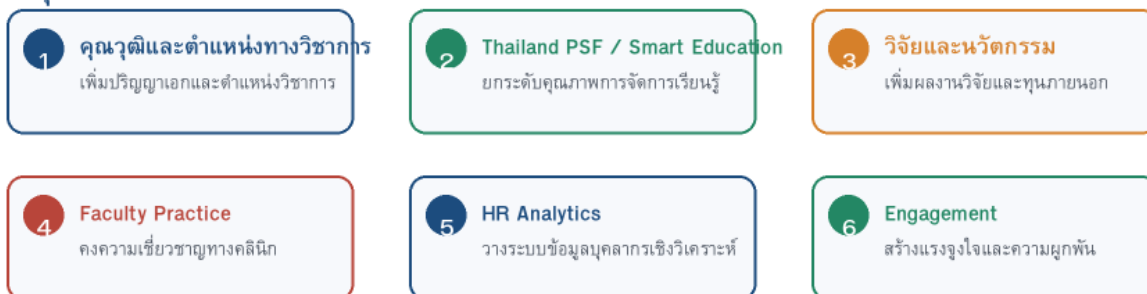 1
คุณวุฒิและตำแหน่งทางวิชาการ
เพิ่มปริญญาเอกและตำแหน่งวิชาการ
2
Thailand PSF / Smart Education
ยกระดับคุณภาพการจัดการเรียนรู้
3
วิจัยและนวัตกรรม
เพิ่มผลงานวิจัยและทุนภายนอก
4
Faculty Practice
คงความเชี่ยวชาญทางคลินิก
5
HR Analytics
วางระบบข้อมูลบุคลากรเชิงวิเคราะห์
6
Engagement
สร้างแรงจูงใจและความผูกพัน